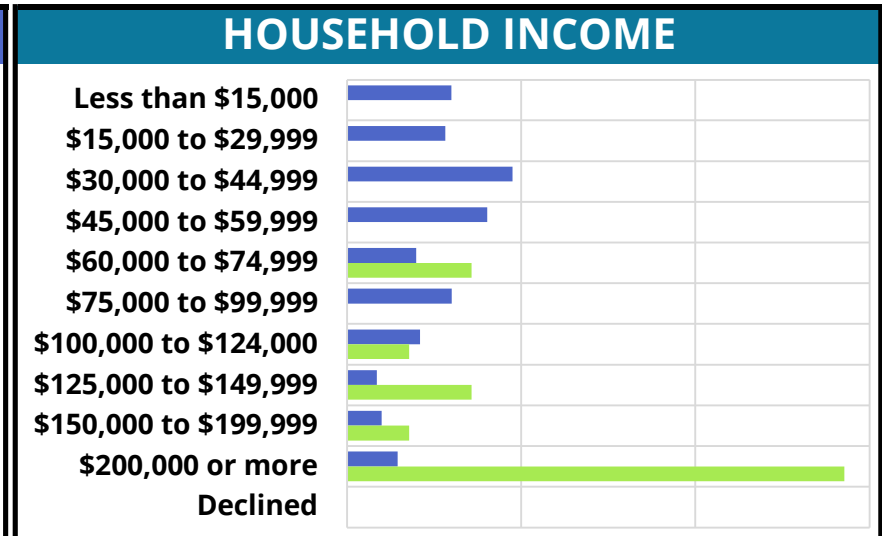 HOUSEHOLD INCOME
Less than $15,000
$15,000 to $29,999
$30,000 to $44,999
$45,000 to $59,999
$60,000 to $74,999
$75,000 to $99,999
$100,000 to $124,000
$125,000 to $149,999
$150,000 to $199,999
$200,000 or more
Declined